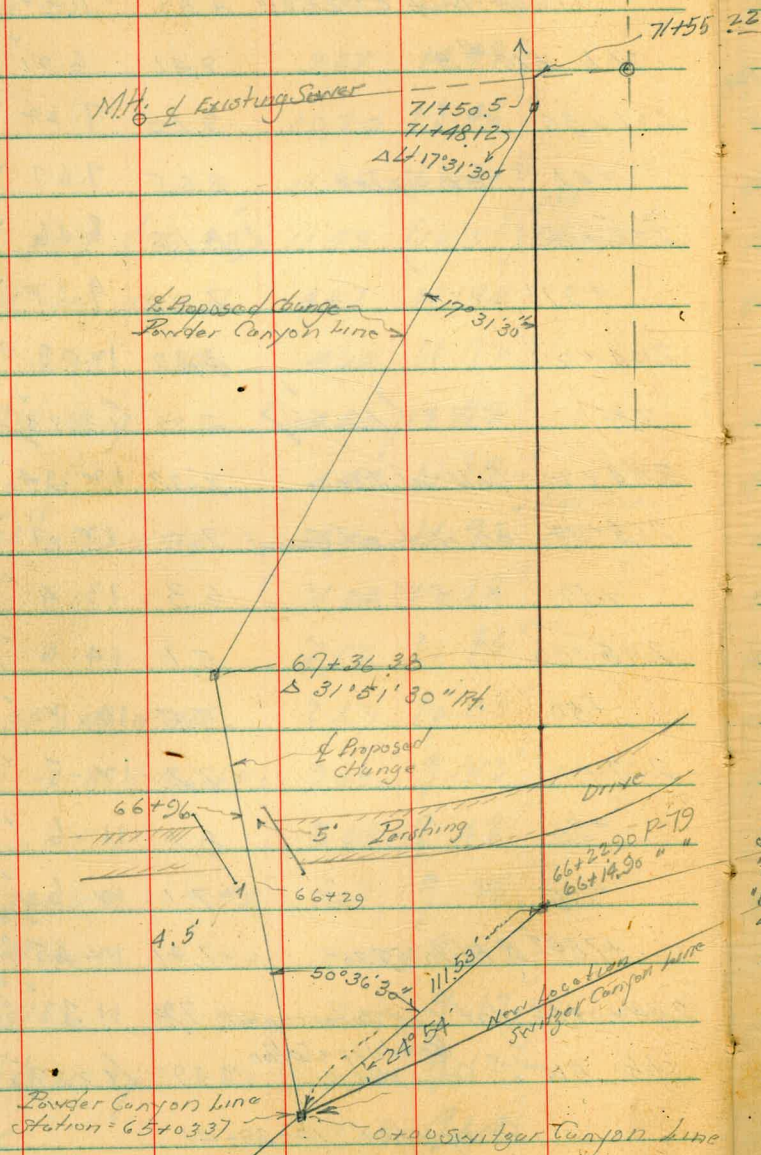 71+55 22
M.H. ℄ Existing Sewer
71+50.5
71+48.12
Δ Lt. 17°31'30"
℄ Proposed change
Powder Canyon Line
17°31'30"
67+36 38
Δ 31°51'30" Rt.
℄ Proposed
change
Drive
66+96
5'
Pershing
66+29
66+22.90 P-79
66+14.90 " "
4.5'
50°36'30"
111.53'
24° 54'
New Location
Switzer Canyon Line
Powder Canyon Line
Station = 65+03.37
0+00 Switzer Canyon Line